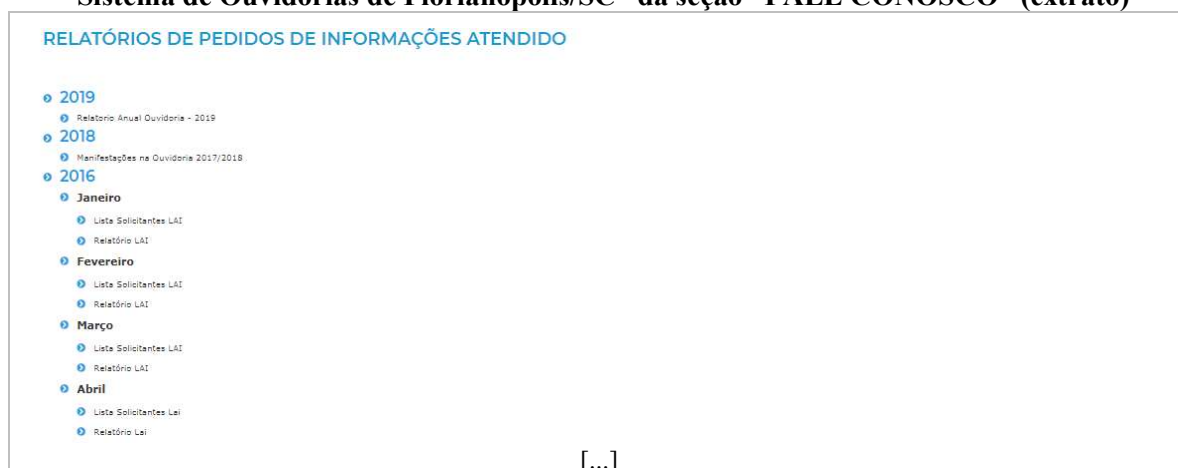 Sistema de Ouvidorias de Florianópolis/SC" da seção "FALE CONOSCO" (extrato)
RELATÓRIOS DE PEDIDOS DE INFORMAÇÕES ATENDIDO
2019
Relatorio Anual Ouvidoria - 2019
2018
Manifestações na Ouvidoria 2017/2018
2016
Janeiro
Lista Solicitantes LAI
Relatório LAI
Fevereiro
Lista Solicitantes LAI
Relatório LAI
Março
Lista Solicitantes LAI
Relatório LAI
Abril
Lista Solicitantes Lai
Relatório Lai
[...]